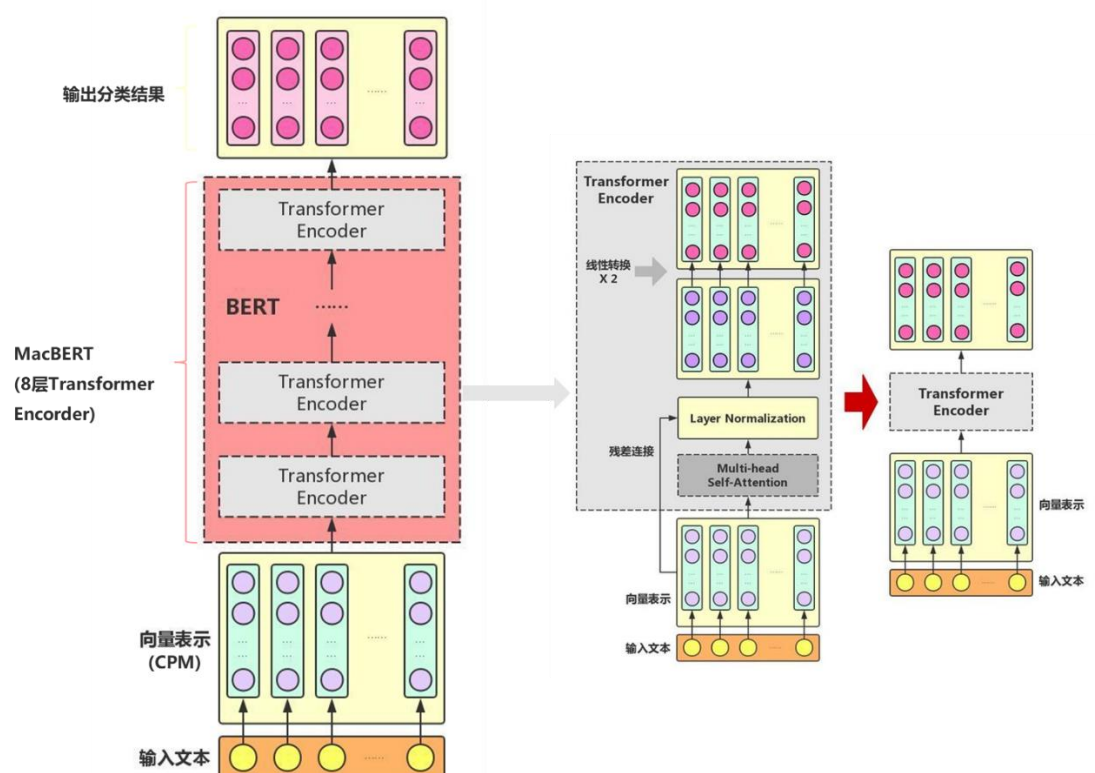 输出分类结果
Transformer
Encoder
BERT
......
Transformer
Encoder
Transformer
Encoder
MacBERT
(8层Transformer
Encorder)
向量表示
(CPM)
输入文本
Transformer
Encoder
线性转换
X 2
Layer Normalization
残差连接
Multi-head
Self-Attention
向量表示
输入文本
Transformer
Encoder
向量表示
输入文本